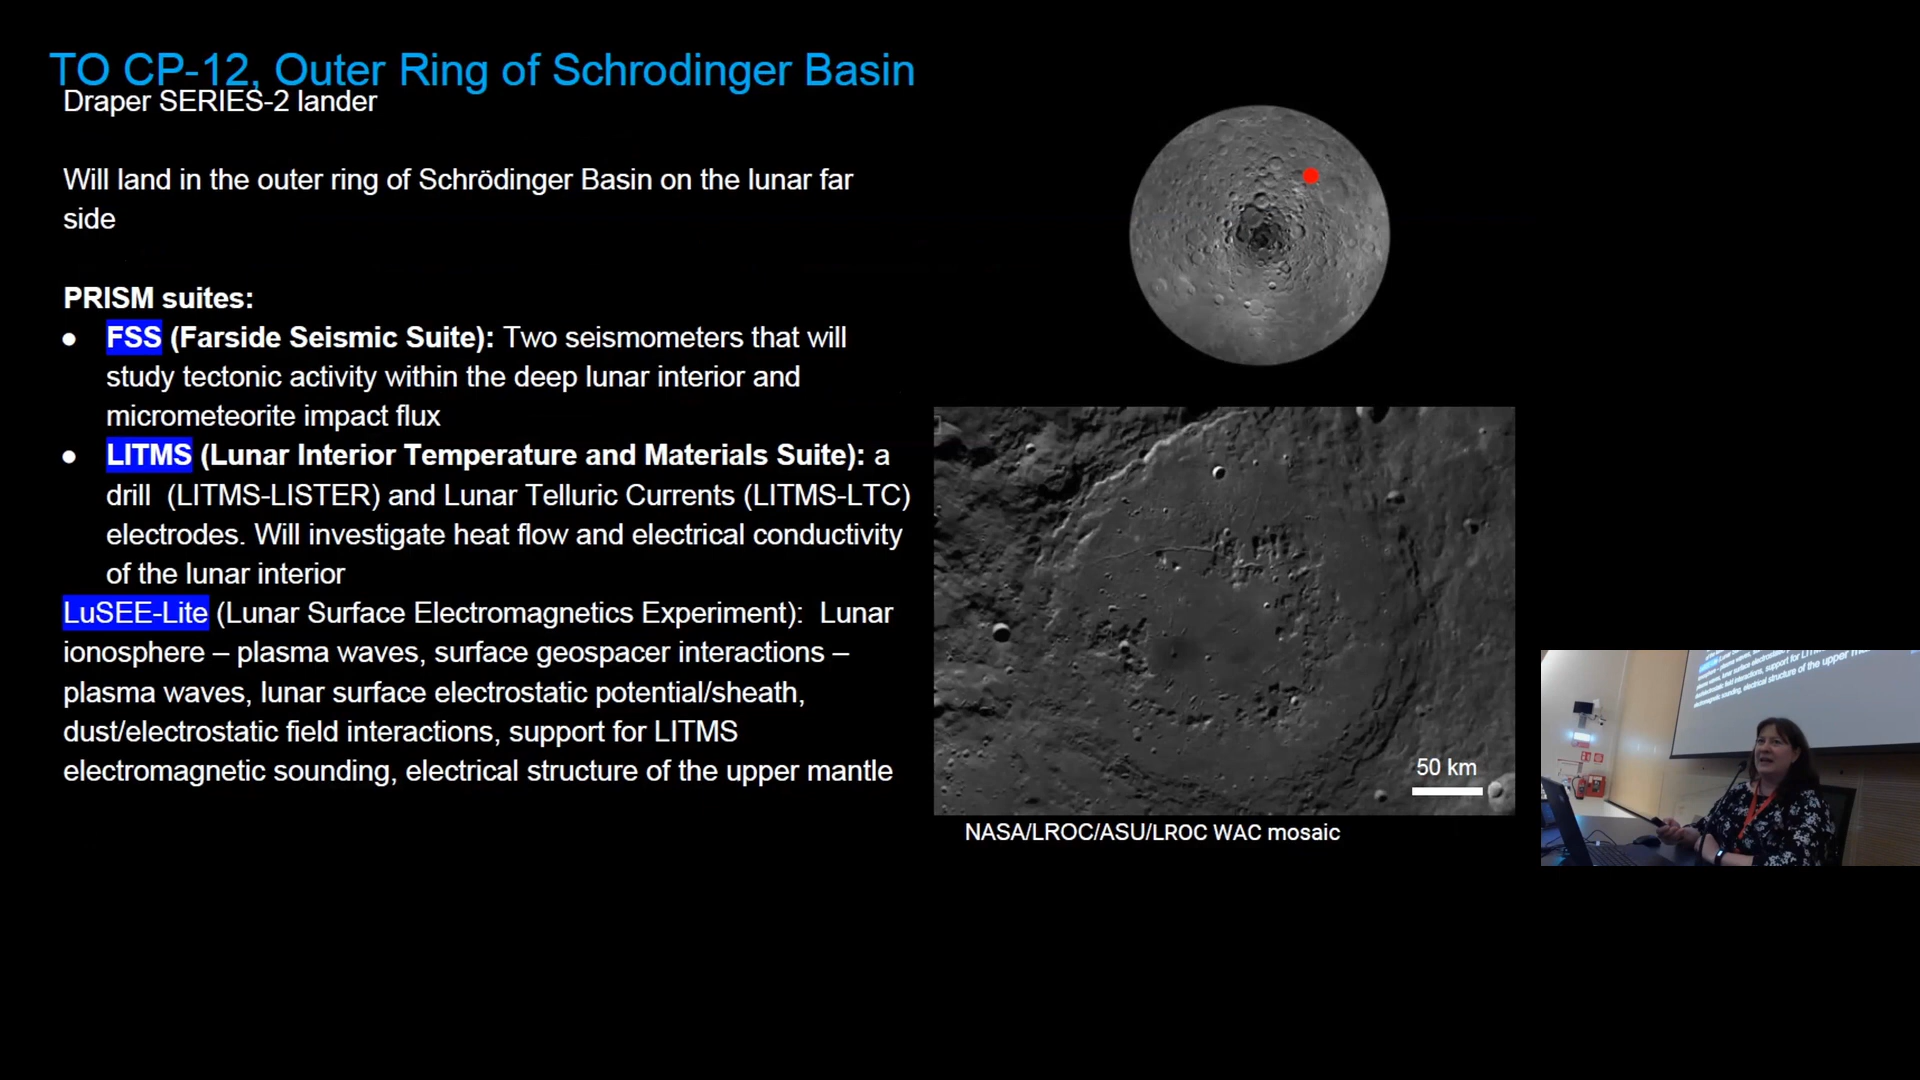 TO CP-12, Outer Ring of Schrodinger Basin
Draper SERIES-2 lander
Will land in the outer ring of Schrödinger Basin on the lunar far
side
PRISM suites:
● FSS (Farside Seismic Suite): Two seismometers that will
study tectonic activity within the deep lunar interior and
micrometeorite impact flux
● LITMS (Lunar Interior Temperature and Materials Suite): a
drill (LITMS-LISTER) and Lunar Telluric Currents (LITMS-LTC)
electrodes. Will investigate heat flow and electrical conductivity
of the lunar interior
LuSEE-Lite (Lunar Surface Electromagnetics Experiment): Lunar
ionosphere – plasma waves, surface geospacer interactions –
plasma waves, lunar surface electrostatic potential/sheath,
dust/electrostatic field interactions, support for LITMS
electromagnetic sounding, electrical structure of the upper mantle
50 km
NASA/LROC/ASU/LROC WAC mosaic